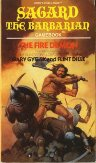 SAGARD
THE BARBARIAN
GAMEBOOK
THE FIRE DEMON
GARY GYGAX and FLINT DILLE